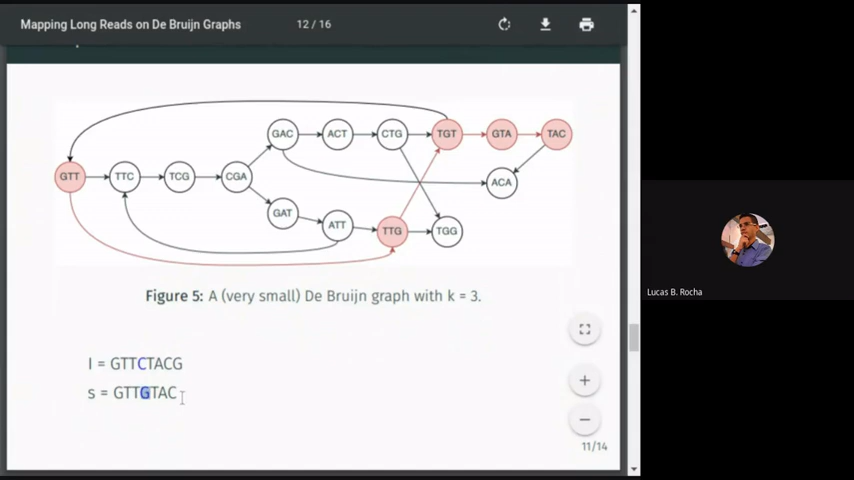 Mapping Long Reads on De Bruijn Graphs 12 / 16
GAC ACT CTG TGT GTA TAC
GTT TTC TCG CGA ACA
GAT ATT TTG TGG
Figure 5: A (very small) De Bruijn graph with k = 3.
l = GTTCTACG
s = GTTGTAC
11/14
Lucas B. Rocha